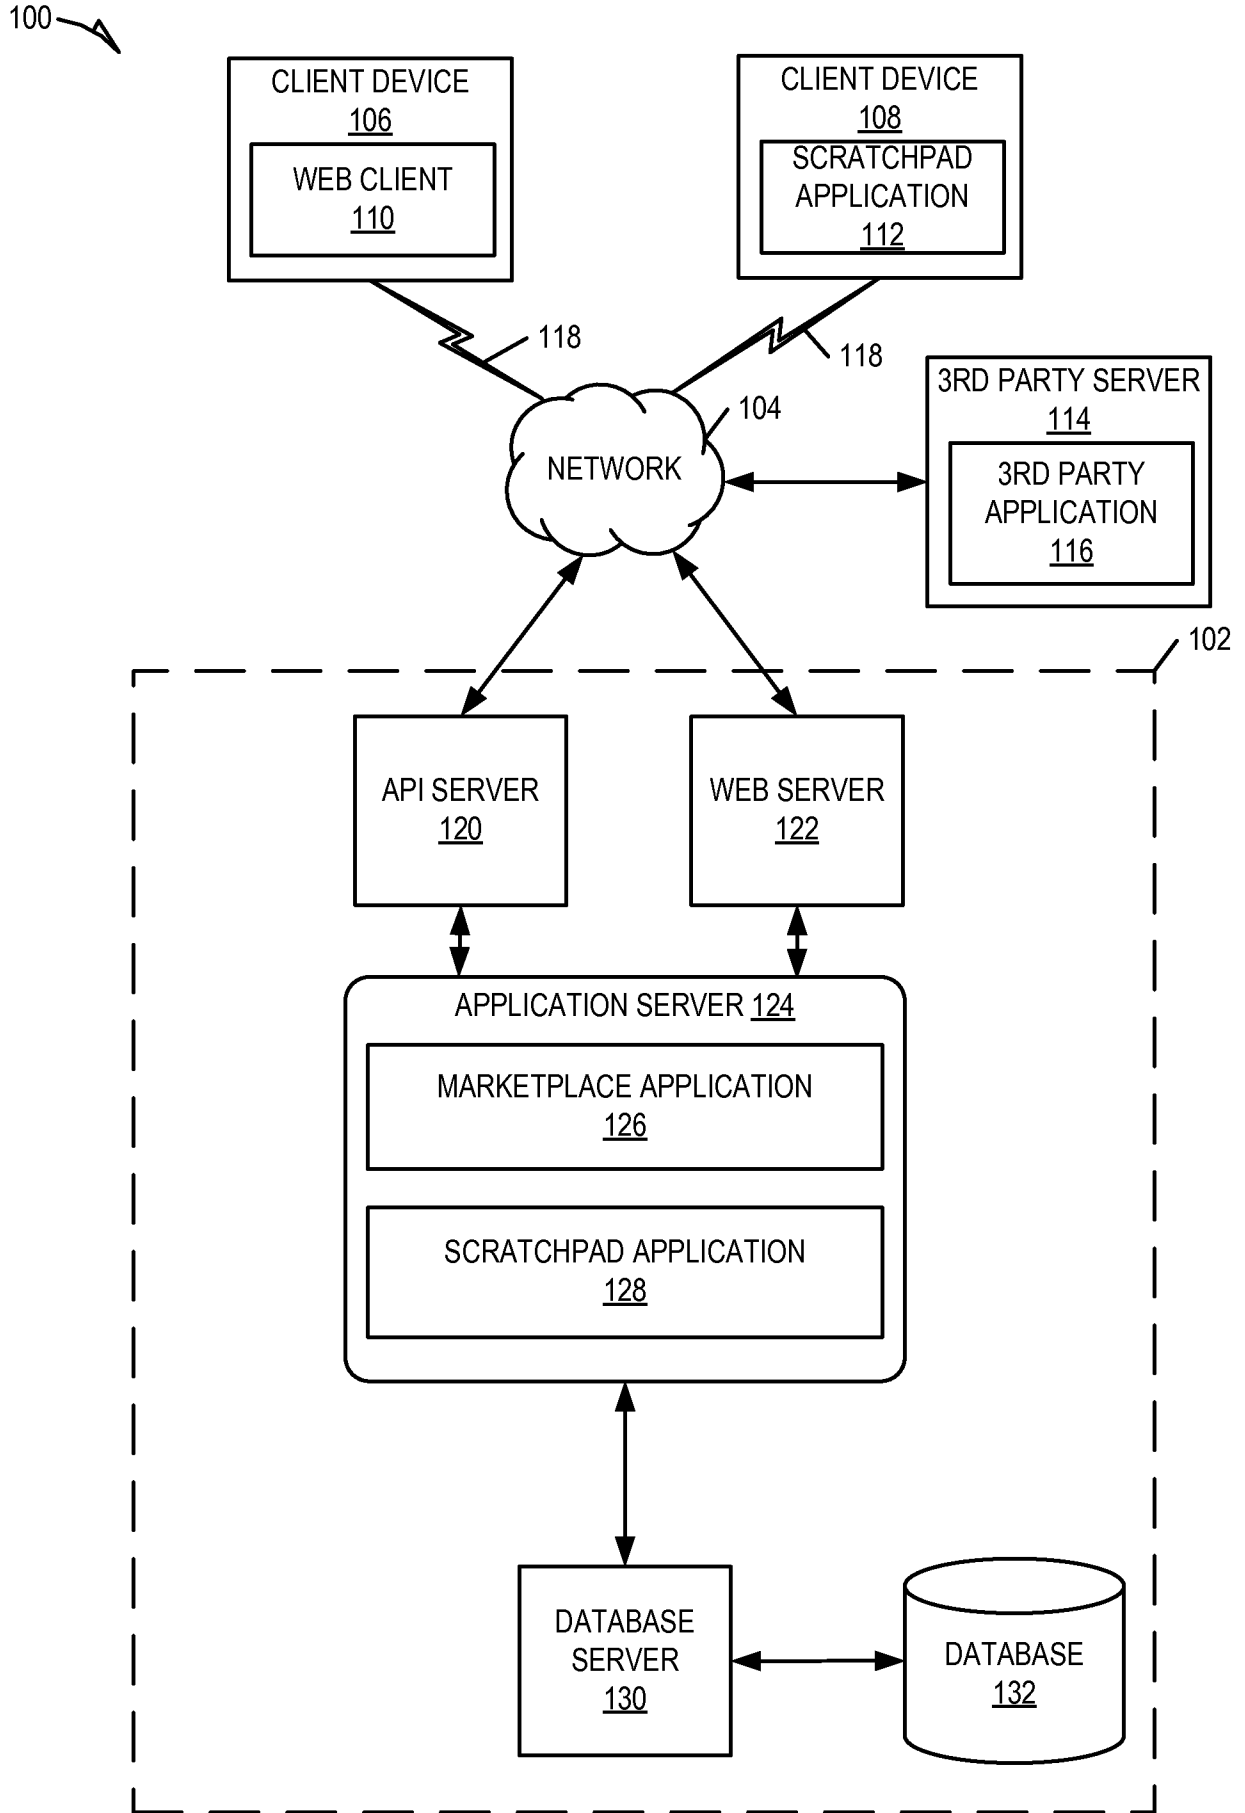 100
CLIENT DEVICE
106
WEB CLIENT
110
CLIENT DEVICE
108
SCRATCHPAD
APPLICATION
112
118
118
104
NETWORK
3RD PARTY SERVER
114
3RD PARTY
APPLICATION
116
102
API SERVER
120
WEB SERVER
122
APPLICATION SERVER 124
MARKETPLACE APPLICATION
126
SCRATCHPAD APPLICATION
128
DATABASE
SERVER
130
DATABASE
132